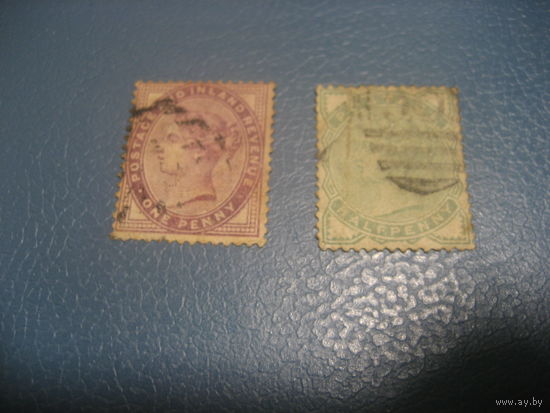 POSTAGE AND INLAND REVENUE
ONE PENNY
HALFPENNY
www.ay.by